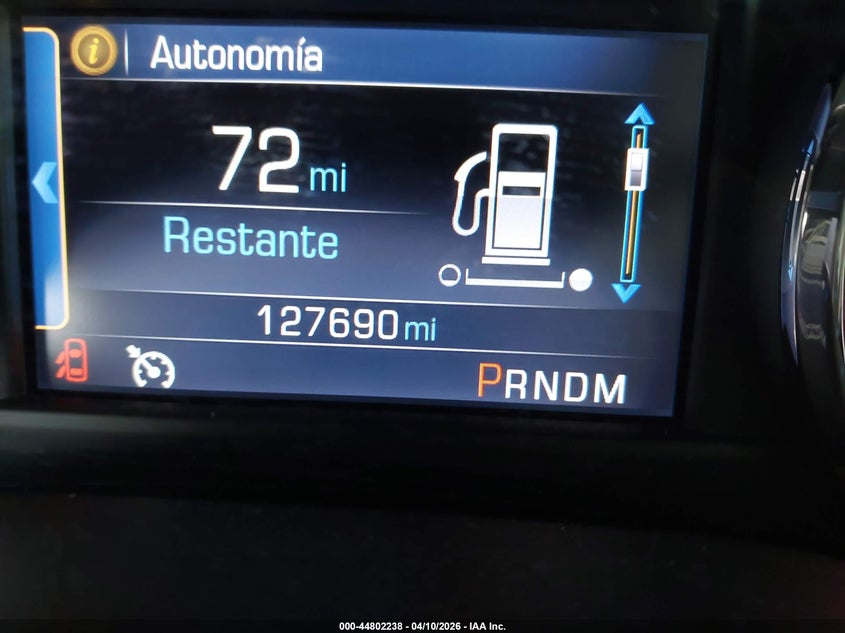 i Autonomía
72 mi
Restante
127690 mi
PRNDM
000-44802238 - 04/10/2026 - IAA Inc.